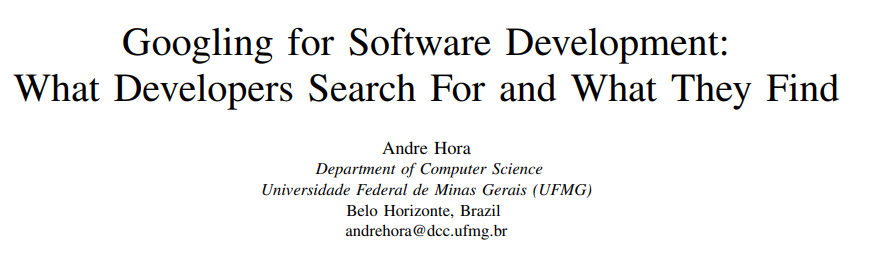 Googling for Software Development:
What Developers Search For and What They Find
Andre Hora
Department of Computer Science
Universidade Federal de Minas Gerais (UFMG)
Belo Horizonte, Brazil
andrehora@dcc.ufmg.br